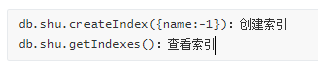 db.shu.createIndex({name:-1}): 创建索引
db.shu.getIndexes(): 查看索引